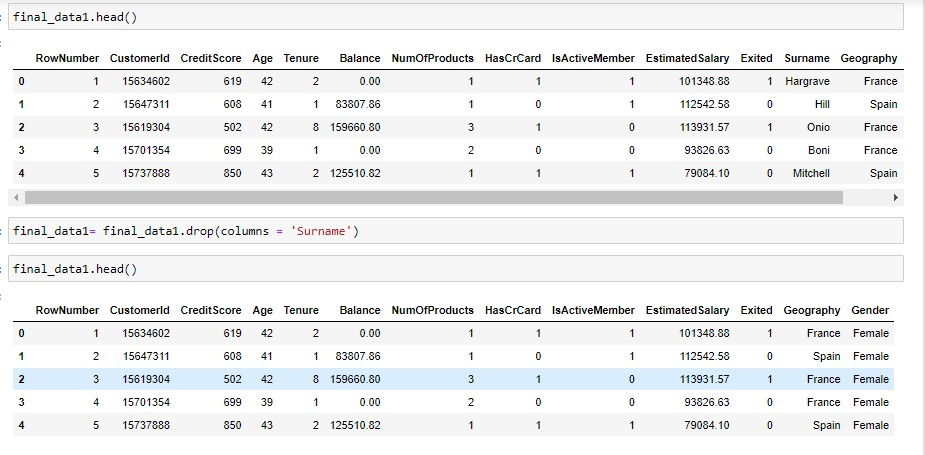 final_data1.head()
RowNumber CustomerId CreditScore Age Tenure Balance NumOfProducts HasCrCard IsActiveMember EstimatedSalary Exited Surname Geography
0 1 15634602 619 42 2 0.00 1 1 1 101348.88 1 Hargrave France
1 2 15647311 608 41 1 83807.86 1 0 1 112542.58 0 Hill Spain
2 3 15619304 502 42 8 159660.80 3 1 0 113931.57 1 Onio France
3 4 15701354 699 39 1 0.00 2 0 0 93826.63 0 Boni France
4 5 15737888 850 43 2 125510.82 1 1 1 79084.10 0 Mitchell Spain
final_data1= final_data1.drop(columns = 'Surname')
final_data1.head()
RowNumber CustomerId CreditScore Age Tenure Balance NumOfProducts HasCrCard IsActiveMember EstimatedSalary Exited Geography Gender
0 1 15634602 619 42 2 0.00 1 1 1 101348.88 1 France Female
1 2 15647311 608 41 1 83807.86 1 0 1 112542.58 0 Spain Female
2 3 15619304 502 42 8 159660.80 3 1 0 113931.57 1 France Female
3 4 15701354 699 39 1 0.00 2 0 0 93826.63 0 France Female
4 5 15737888 850 43 2 125510.82 1 1 1 79084.10 0 Spain Female